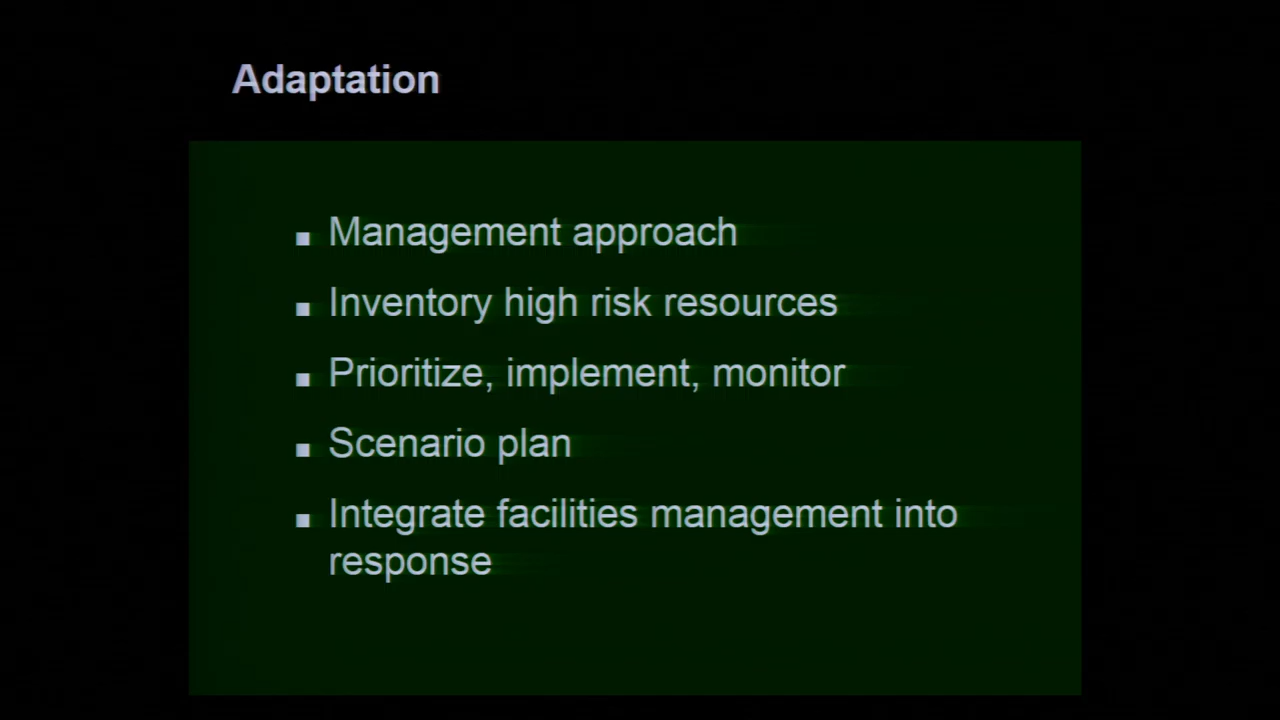 Adaptation
Management approach
Inventory high risk resources
Prioritize, implement, monitor
Scenario plan
Integrate facilities management into
response